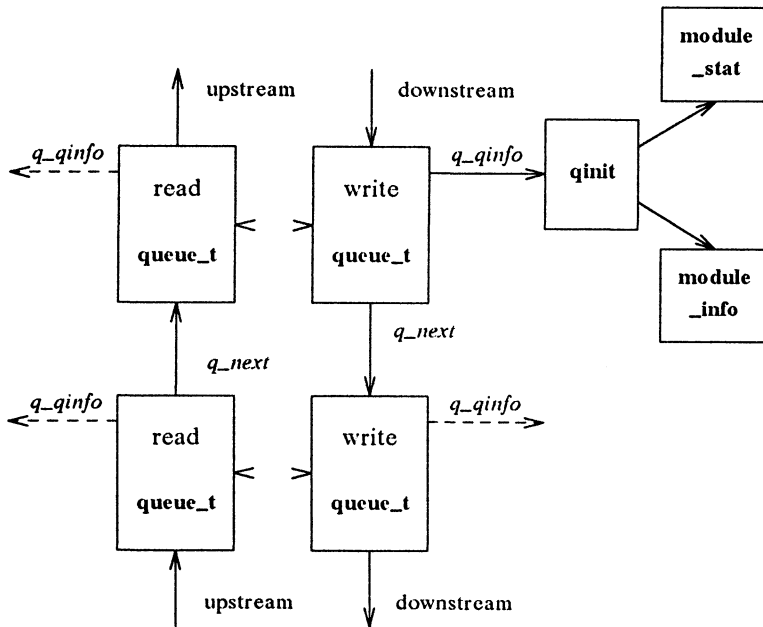 module
_stat
upstream
downstream
q_qinfo
q_qinfo
read
write
qinit
queue_t
queue_t
module
_info
q_next
q_next
q_qinfo
q_qinfo
read
write
queue_t
queue_t
upstream
downstream